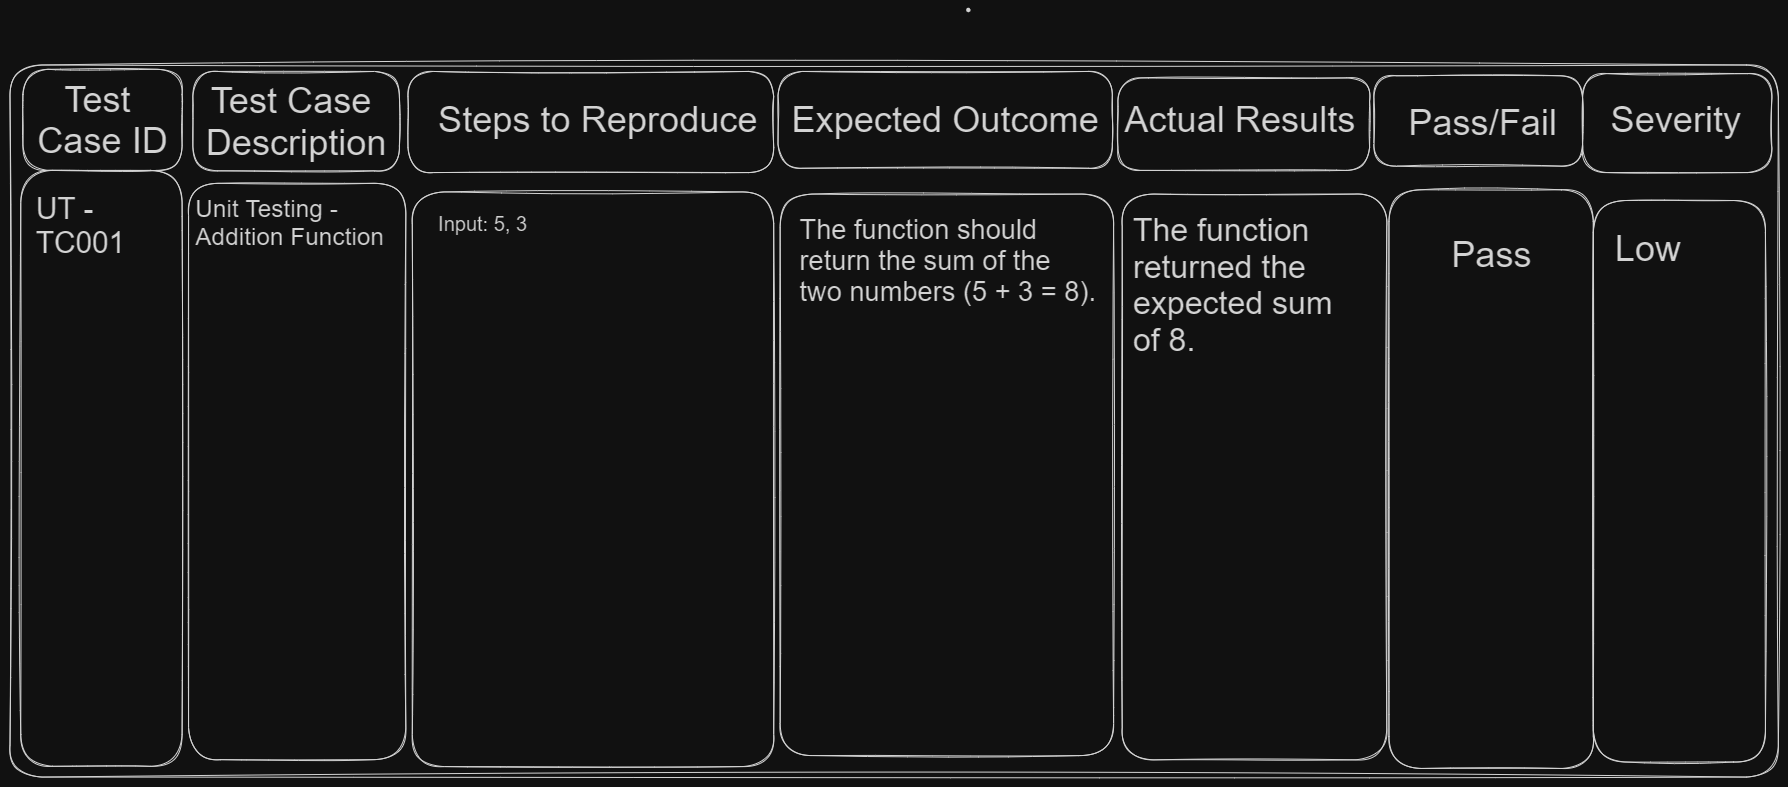 Test
Case ID
Test Case
Description
Steps to Reproduce
Expected Outcome
Actual Results
Pass/Fail
Severity
UT -
TC001
Unit Testing -
Addition Function
Input: 5, 3
The function should
return the sum of the
two numbers (5 + 3 = 8).
The function
returned the
expected sum
of 8.
Pass
Low